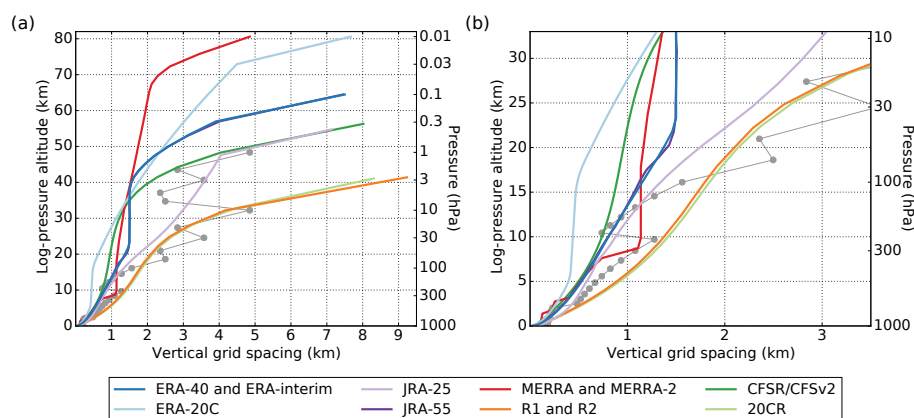 (a)
(b)
Log-pressure altitude (km)
80
70
60
50
40
30
20
10
0
1
2
3
4
5
6
7
8
9
Vertical grid spacing (km)
0.01
0.03
0.1
0.3
1
3
10
30
100
300
1000
Pressure (hPa)
Log-pressure altitude (km)
30
25
20
15
10
5
0
1
2
3
Vertical grid spacing (km)
10
30
100
300
1000
Pressure (hPa)
ERA-40 and ERA-interim
JRA-25
MERRA and MERRA-2
CFSR/CFSv2
ERA-20C
JRA-55
R1 and R2
20CR